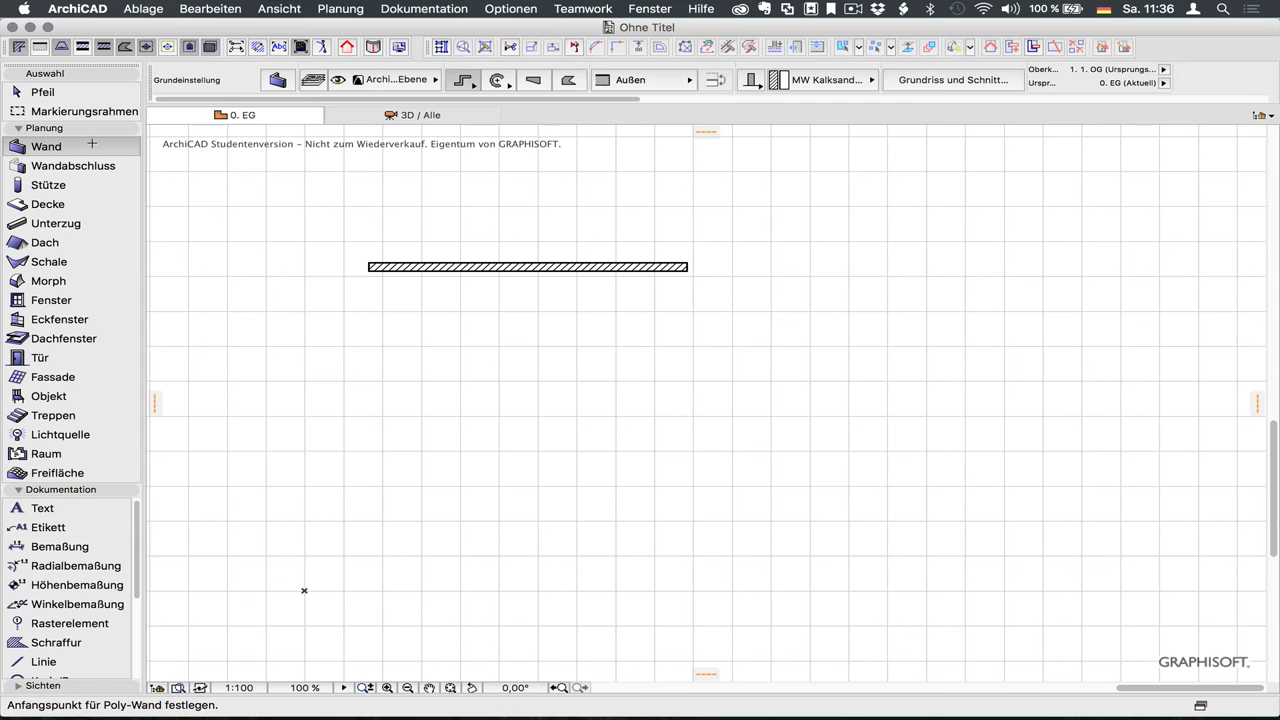 ArchiCAD Ablage Bearbeiten Ansicht Planung Dokumentation Optionen Teamwork Fenster Hilfe 100 % Sa. 11:36
Ohne Titel
Abc
Auswahl
Grundeinstellung
Archi...Ebene
Außen
MW Kalksand...
Grundriss und Schnitt...
Oberk... 1. 1. OG (Ursprungs...
Urspr... 0. EG (Aktuell)
Pfeil
Markierungsrahmen
0. EG
3D / Alle
Planung
Wand
ArchiCAD Studentenversion – Nicht zum Wiederverkauf. Eigentum von GRAPHISOFT.
Wandabschluss
Stütze
Decke
Unterzug
Dach
Schale
Morph
Fenster
Eckfenster
Dachfenster
Tür
Fassade
Objekt
Treppen
Lichtquelle
Raum
Freifläche
Dokumentation
A Text
A1 Etikett
Bemaßung
Radialbemaßung
Höhenbemaßung
Winkelbemaßung
Rasterelement
Schraffur
Linie
Sichten
GRAPHISOFT.
1:100 100 % 0,00°
Anfangspunkt für Poly-Wand festlegen.